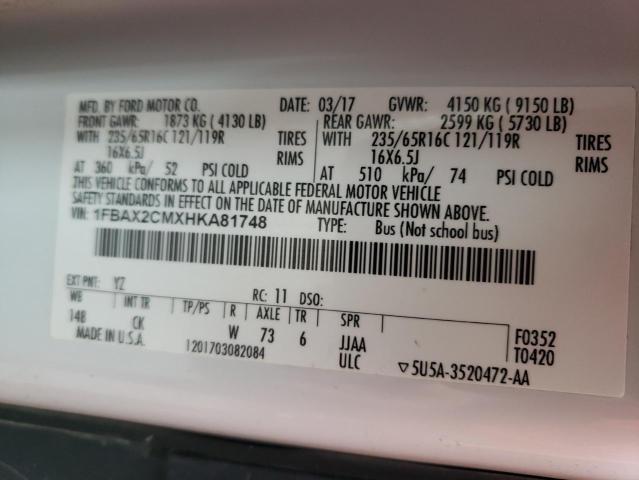 MFD. BY FORD MOTOR CO. DATE: 03/17 GVWR: 4150 KG ( 9150 LB)
FRONT GAWR: 1873 KG ( 4130 LB) REAR GAWR: 2599 KG ( 5730 LB)
WITH 235/65R16C 121/119R TIRES WITH 235/65R16C 121/119R TIRES
16X6.5J RIMS 16X6.5J RIMS
AT 360 kPa/ 52 PSI COLD AT 510 kPa/ 74 PSI COLD
THIS VEHICLE CONFORMS TO ALL APPLICABLE FEDERAL MOTOR VEHICLE
SAFETY STANDARDS IN EFFECT ON THE DATE OF MANUFACTURE SHOWN ABOVE.
VIN: 1FBAX2CMXHKA81748 TYPE: Bus (Not school bus)
EXT PNT: YZ RC: 11 DSO:
WB INT TR TP/PS R AXLE TR SPR
148 CK W 73 6 JJAA F0352
MADE IN U.S.A. 1201703082084 ULC T0420
▽5U5A-3520472-AA